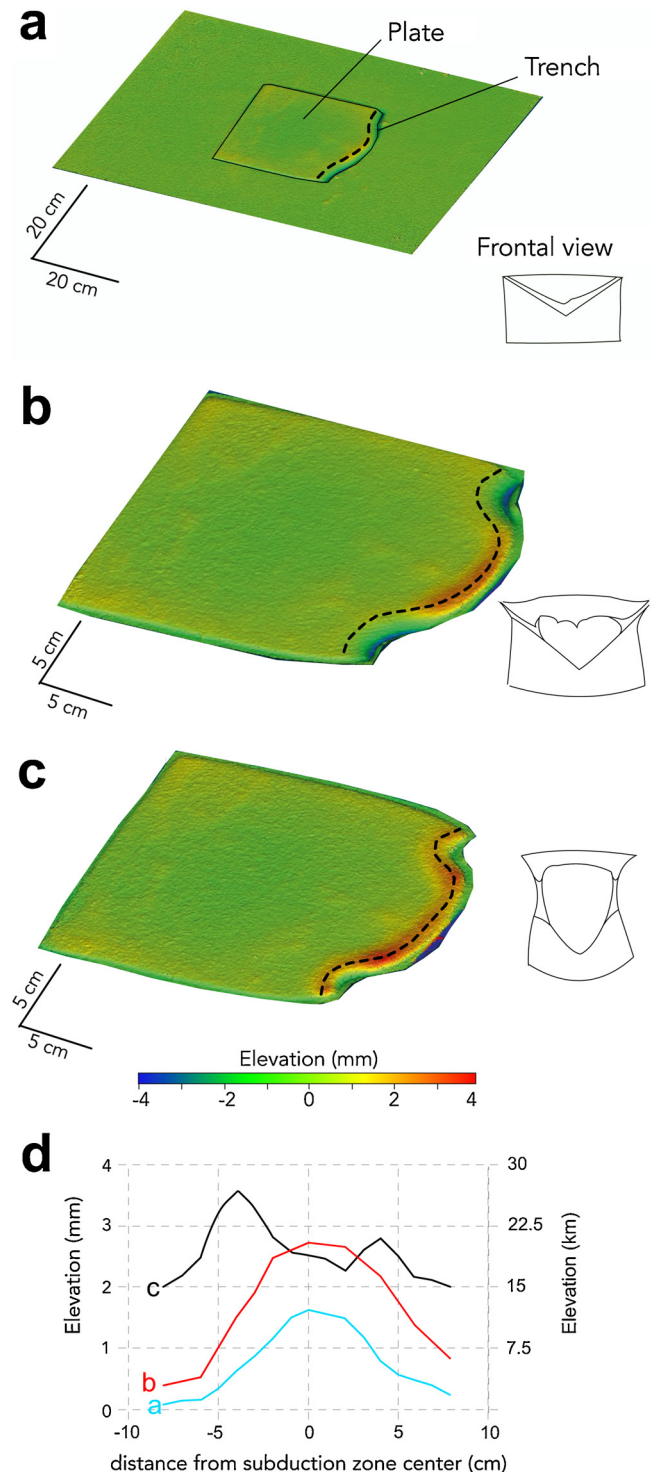 a
Plate
Trench
20 cm
20 cm
Frontal view
b
5 cm
5 cm
c
5 cm
5 cm
Elevation (mm)
-4 -2 0 2 4
d
4 30
3 22.5
2 15
1 7.5
0
Elevation (mm)
Elevation (km)
c
b
a
-10 -5 0 5 10
distance from subduction zone center (cm)